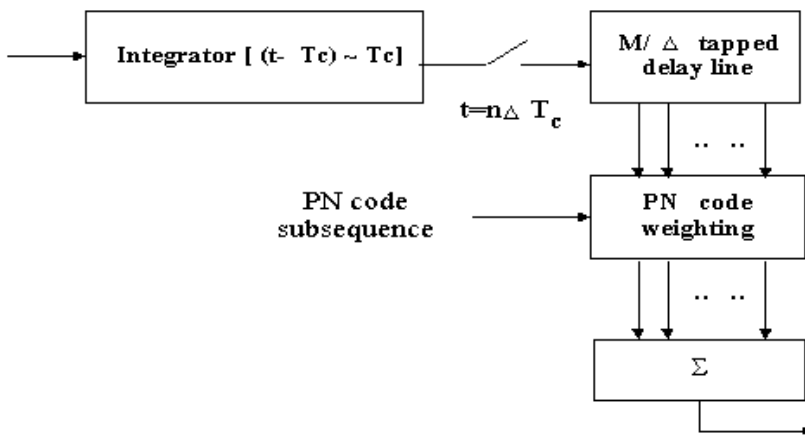 Integrator [ (t- Tc) ~ Tc]
M/ △ tapped
delay line
t=n△ Tc
.. ..
PN code
subsequence
PN code
weighting
.. ..
Σ